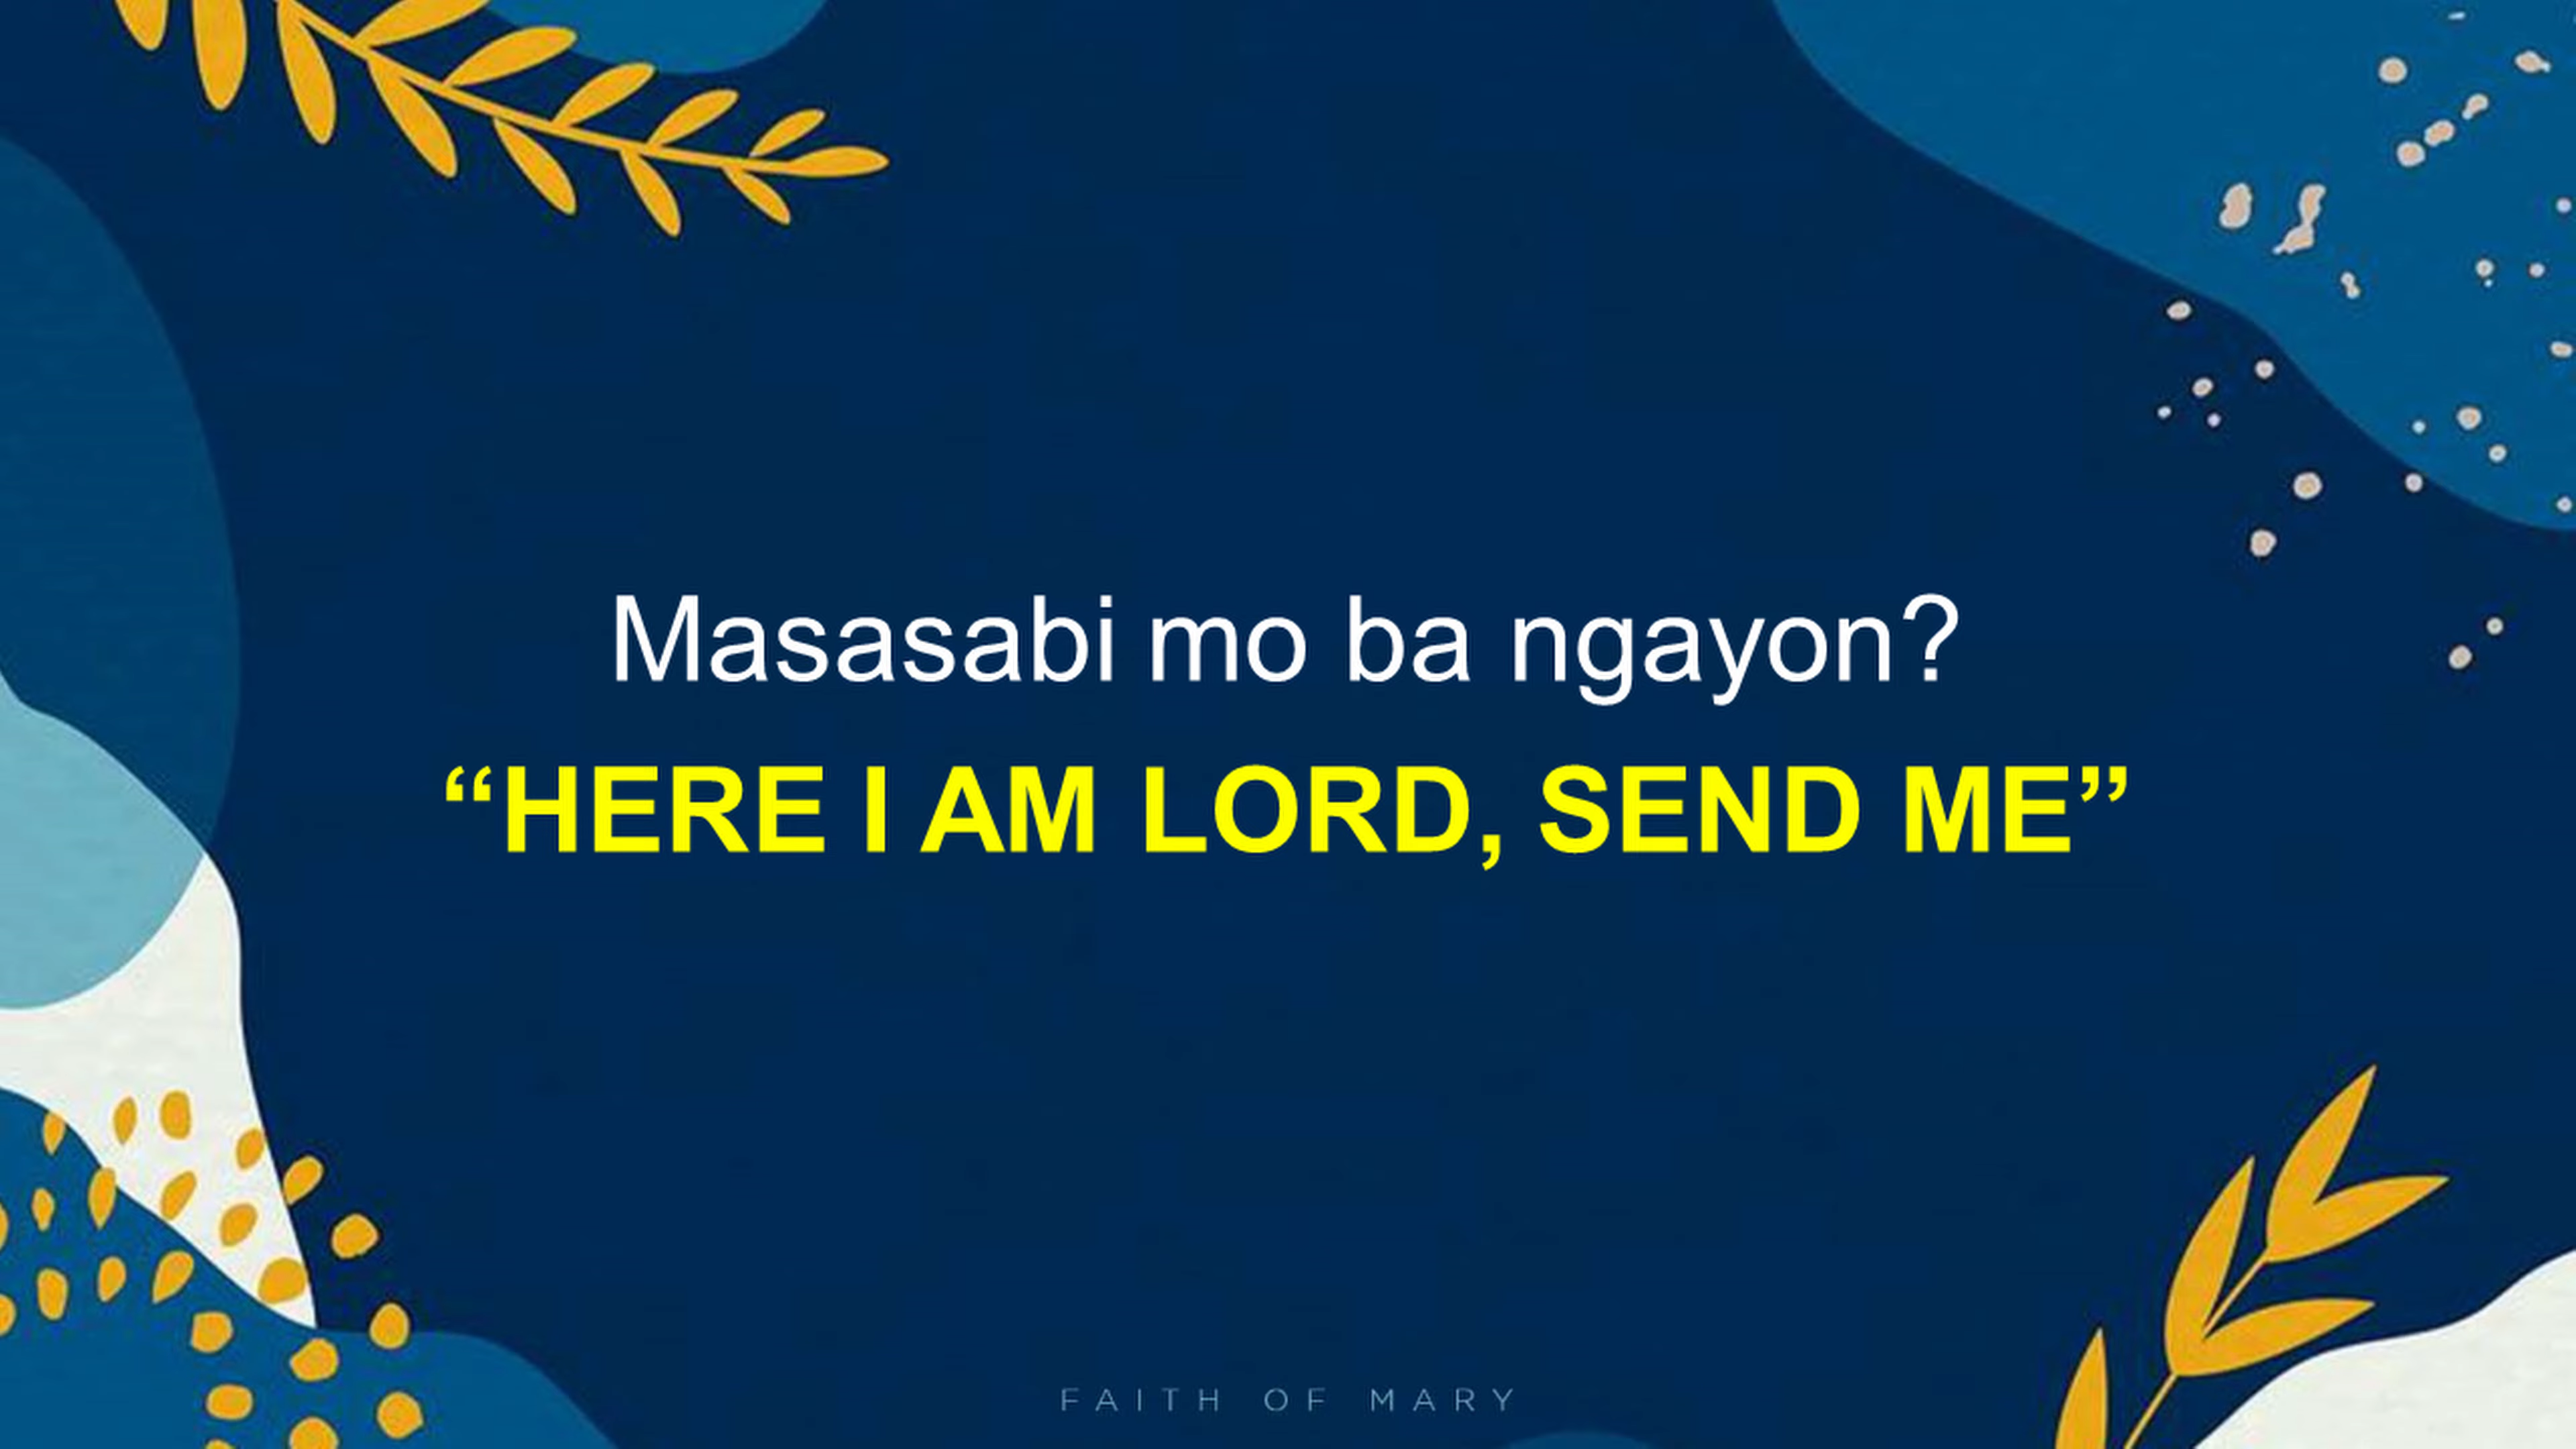 Masasabi mo ba ngayon?
“HERE I AM LORD, SEND ME”
FAITH OF MARY